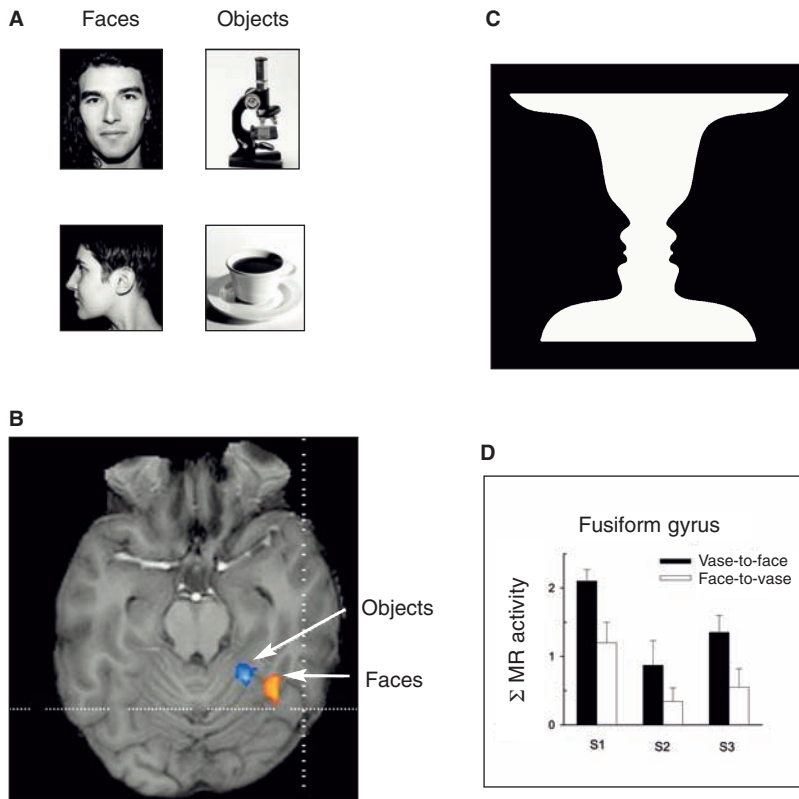 A
Faces Objects
B
Objects
Faces
C
D
Fusiform gyrus
Vase-to-face
Face-to-vase
Σ MR activity
2
1
0
S1 S2 S3